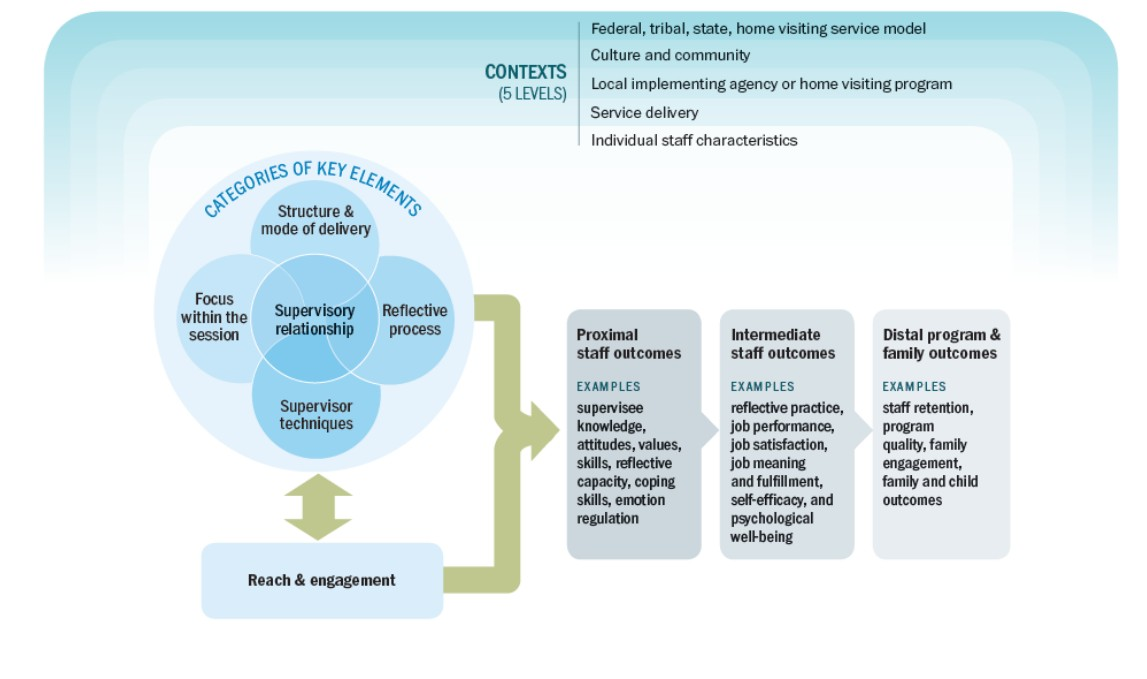 CONTEXTS
(5 LEVELS)
Federal, tribal, state, home visiting service model
Culture and community
Local implementing agency or home visiting program
Service delivery
Individual staff characteristics
CATEGORIES OF KEY ELEMENTS
Structure &
mode of delivery
Focus
within the
session
Supervisory
relationship
Reflective
process
Supervisor
techniques
Reach & engagement
Proximal
staff outcomes
EXAMPLES
supervisee
knowledge,
attitudes, values,
skills, reflective
capacity, coping
skills, emotion
regulation
Intermediate
staff outcomes
EXAMPLES
reflective practice,
job performance,
job satisfaction,
job meaning
and fulfillment,
self-efficacy, and
psychological
well-being
Distal program &
family outcomes
EXAMPLES
staff retention,
program
quality, family
engagement,
family and child
outcomes